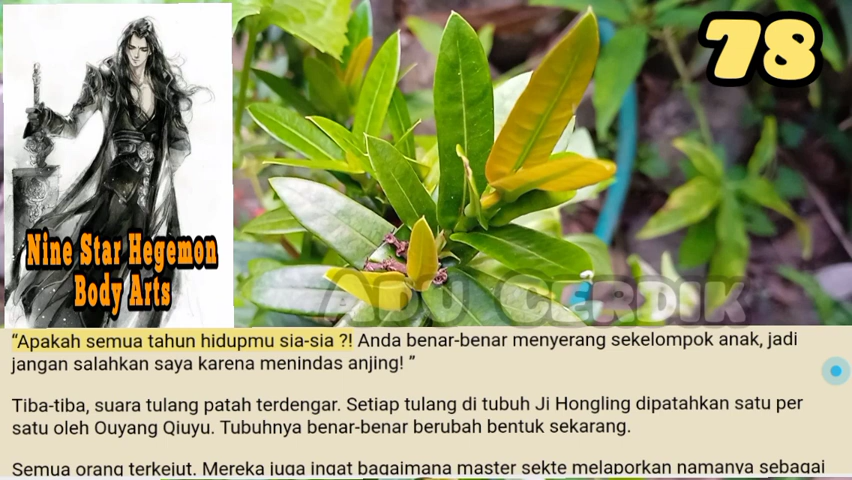 78
Nine Star Hegemon
Body Arts
ADU CERDIK
“Apakah semua tahun hidupmu sia-sia ?! Anda benar-benar menyerang sekelompok anak, jadi
jangan salahkan saya karena menindas anjing! ”
Tiba-tiba, suara tulang patah terdengar. Setiap tulang di tubuh Ji Hongling dipatahkan satu per
satu oleh Ouyang Qiuyu. Tubuhnya benar-benar berubah bentuk sekarang.
Semua orang terkejut. Mereka juga ingat bagaimana master sekte melaporkan namanya sebagai